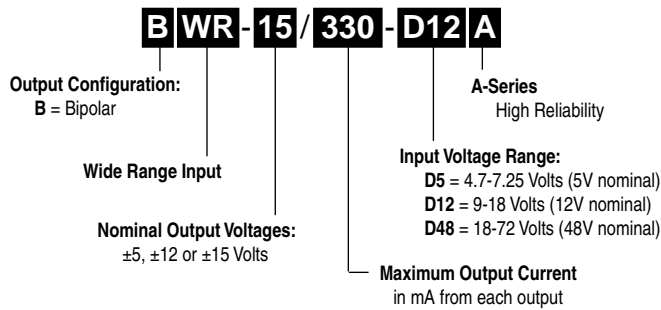 B WR - 15 / 330 - D12 A
Output Configuration:
B = Bipolar
Wide Range Input
Nominal Output Voltages:
±5, ±12 or ±15 Volts
A-Series
High Reliability
Input Voltage Range:
D5 = 4.7-7.25 Volts (5V nominal)
D12 = 9-18 Volts (12V nominal)
D48 = 18-72 Volts (48V nominal)
Maximum Output Current
in mA from each output